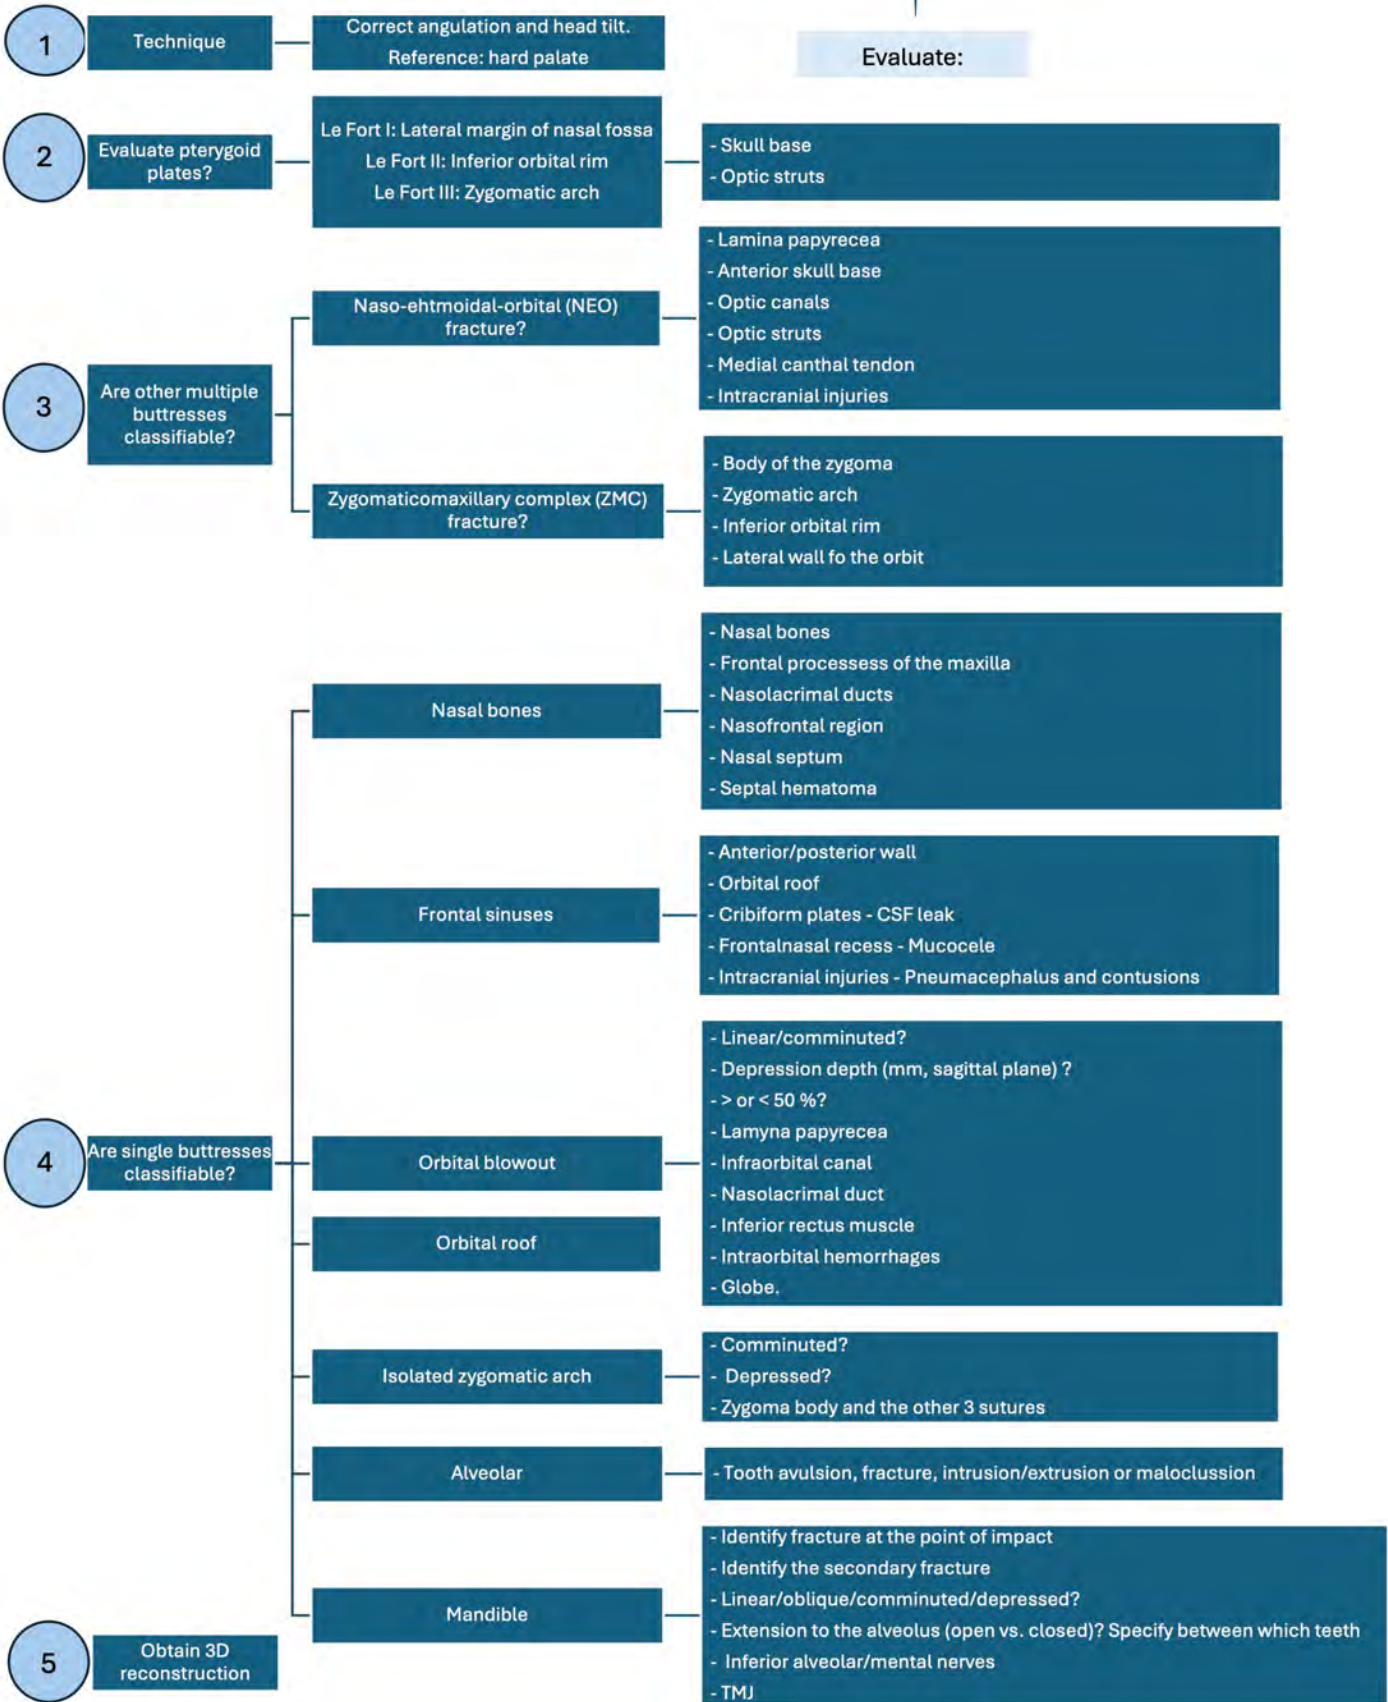 1
Technique
Correct angulation and head tilt.
Reference: hard palate
Evaluate:
2
Evaluate pterygoid
plates?
Le Fort I: Lateral margin of nasal fossa
Le Fort II: Inferior orbital rim
Le Fort III: Zygomatic arch
- Skull base
- Optic struts
3
Are other multiple
buttresses
classifiable?
Naso-ehtmoidal-orbital (NEO)
fracture?
- Lamina papyrecea
- Anterior skull base
- Optic canals
- Optic struts
- Medial canthal tendon
- Intracranial injuries
Zygomaticomaxillary complex (ZMC)
fracture?
- Body of the zygoma
- Zygomatic arch
- Inferior orbital rim
- Lateral wall fo the orbit
4
Are single buttresses
classifiable?
Nasal bones
- Nasal bones
- Frontal processess of the maxilla
- Nasolacrimal ducts
- Nasofrontal region
- Nasal septum
- Septal hematoma
Frontal sinuses
- Anterior/posterior wall
- Orbital roof
- Cribiform plates - CSF leak
- Frontalnasal recess - Mucocele
- Intracranial injuries - Pneumacephalus and contusions
Orbital blowout
- Linear/comminuted?
- Depression depth (mm, sagittal plane) ?
- > or < 50 %?
- Lamyna papyrecea
- Infraorbital canal
- Nasolacrimal duct
- Inferior rectus muscle
- Intraorbital hemorrhages
- Globe.
Orbital roof
Isolated zygomatic arch
- Comminuted?
- Depressed?
- Zygoma body and the other 3 sutures
Alveolar
- Tooth avulsion, fracture, intrusion/extrusion or maloclussion
Mandible
- Identify fracture at the point of impact
- Identify the secondary fracture
- Linear/oblique/comminuted/depressed?
- Extension to the alveolus (open vs. closed)? Specify between which teeth
- Inferior alveolar/mental nerves
- TMJ
5
Obtain 3D
reconstruction